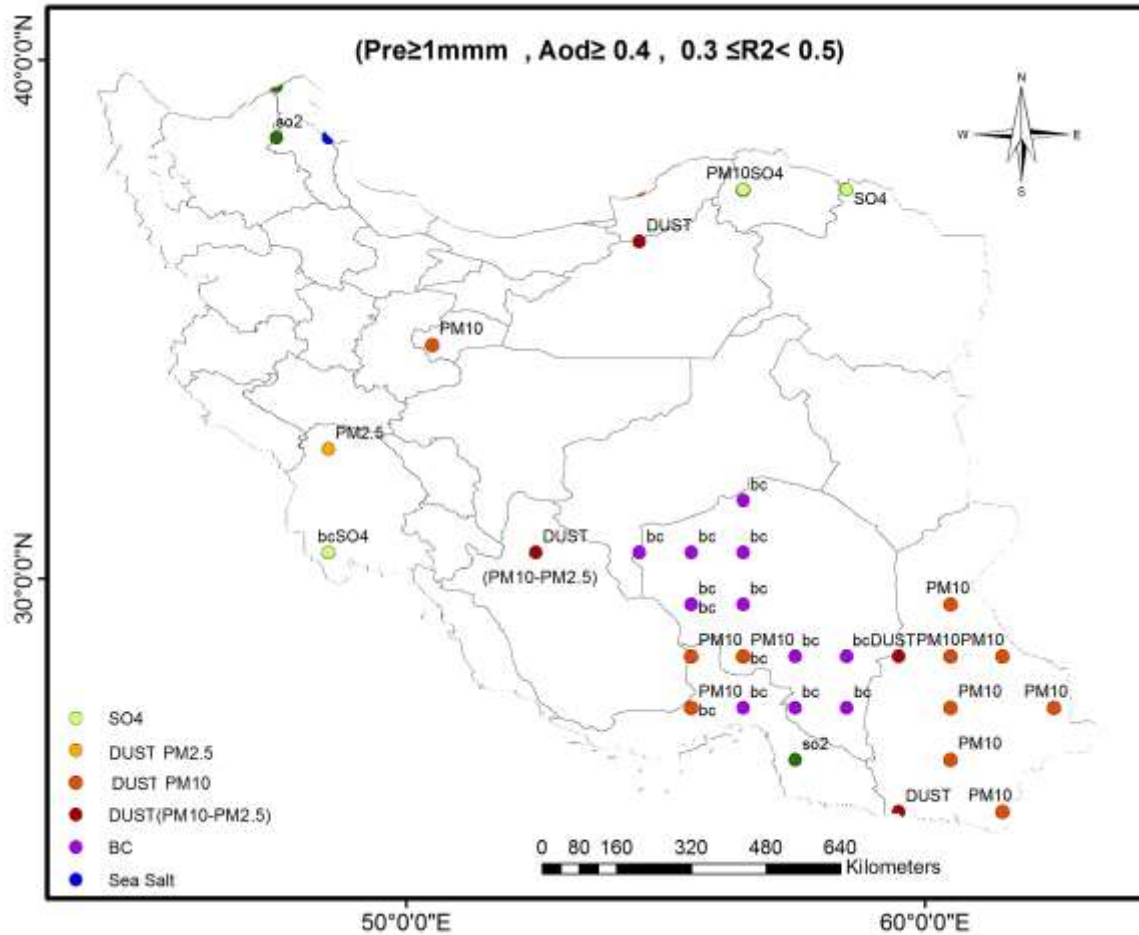 (Pre≥1mmm , Aod≥ 0.4 , 0.3 ≤R2< 0.5)
40°0'0"N
N
W E
S
so2
PM10SO4
SO4
DUST
PM10
PM2.5
bc
bcSO4
DUST
bc
bc
bc
(PM10-PM2.5)
30°0'0"N
bc
bc
bc
PM10
PM10
PM10
bc
bcDUSTPM10PM10
bc
PM10
bc
bc
bc
bc
PM10
PM10
so2
PM10
DUST
PM10
SO4
DUST PM2.5
DUST PM10
DUST(PM10-PM2.5)
BC
Sea Salt
0 80 160 320 480 640
Kilometers
50°0'0"E
60°0'0"E